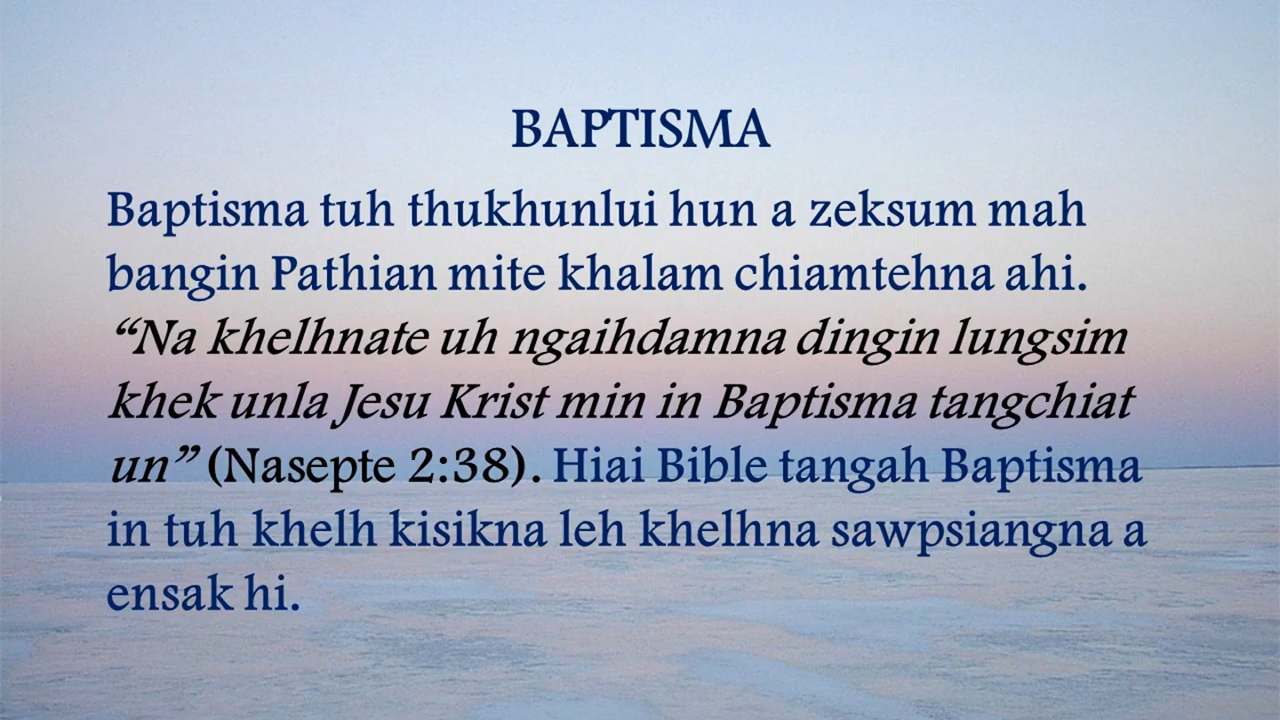 BAPTISMA
Baptisma tuh thukhunlui hun a zeksum mah
bangin Pathian mite khalam chiamtehna ahi.
“Na khelhnate uh ngaihdamna dingin lungsim
khek unla Jesu Krist min in Baptisma tangchiat
un” (Nasepte 2:38). Hiai Bible tangah Baptisma
in tuh khelh kisikna leh khelhna sawpsiangna a
ensak hi.